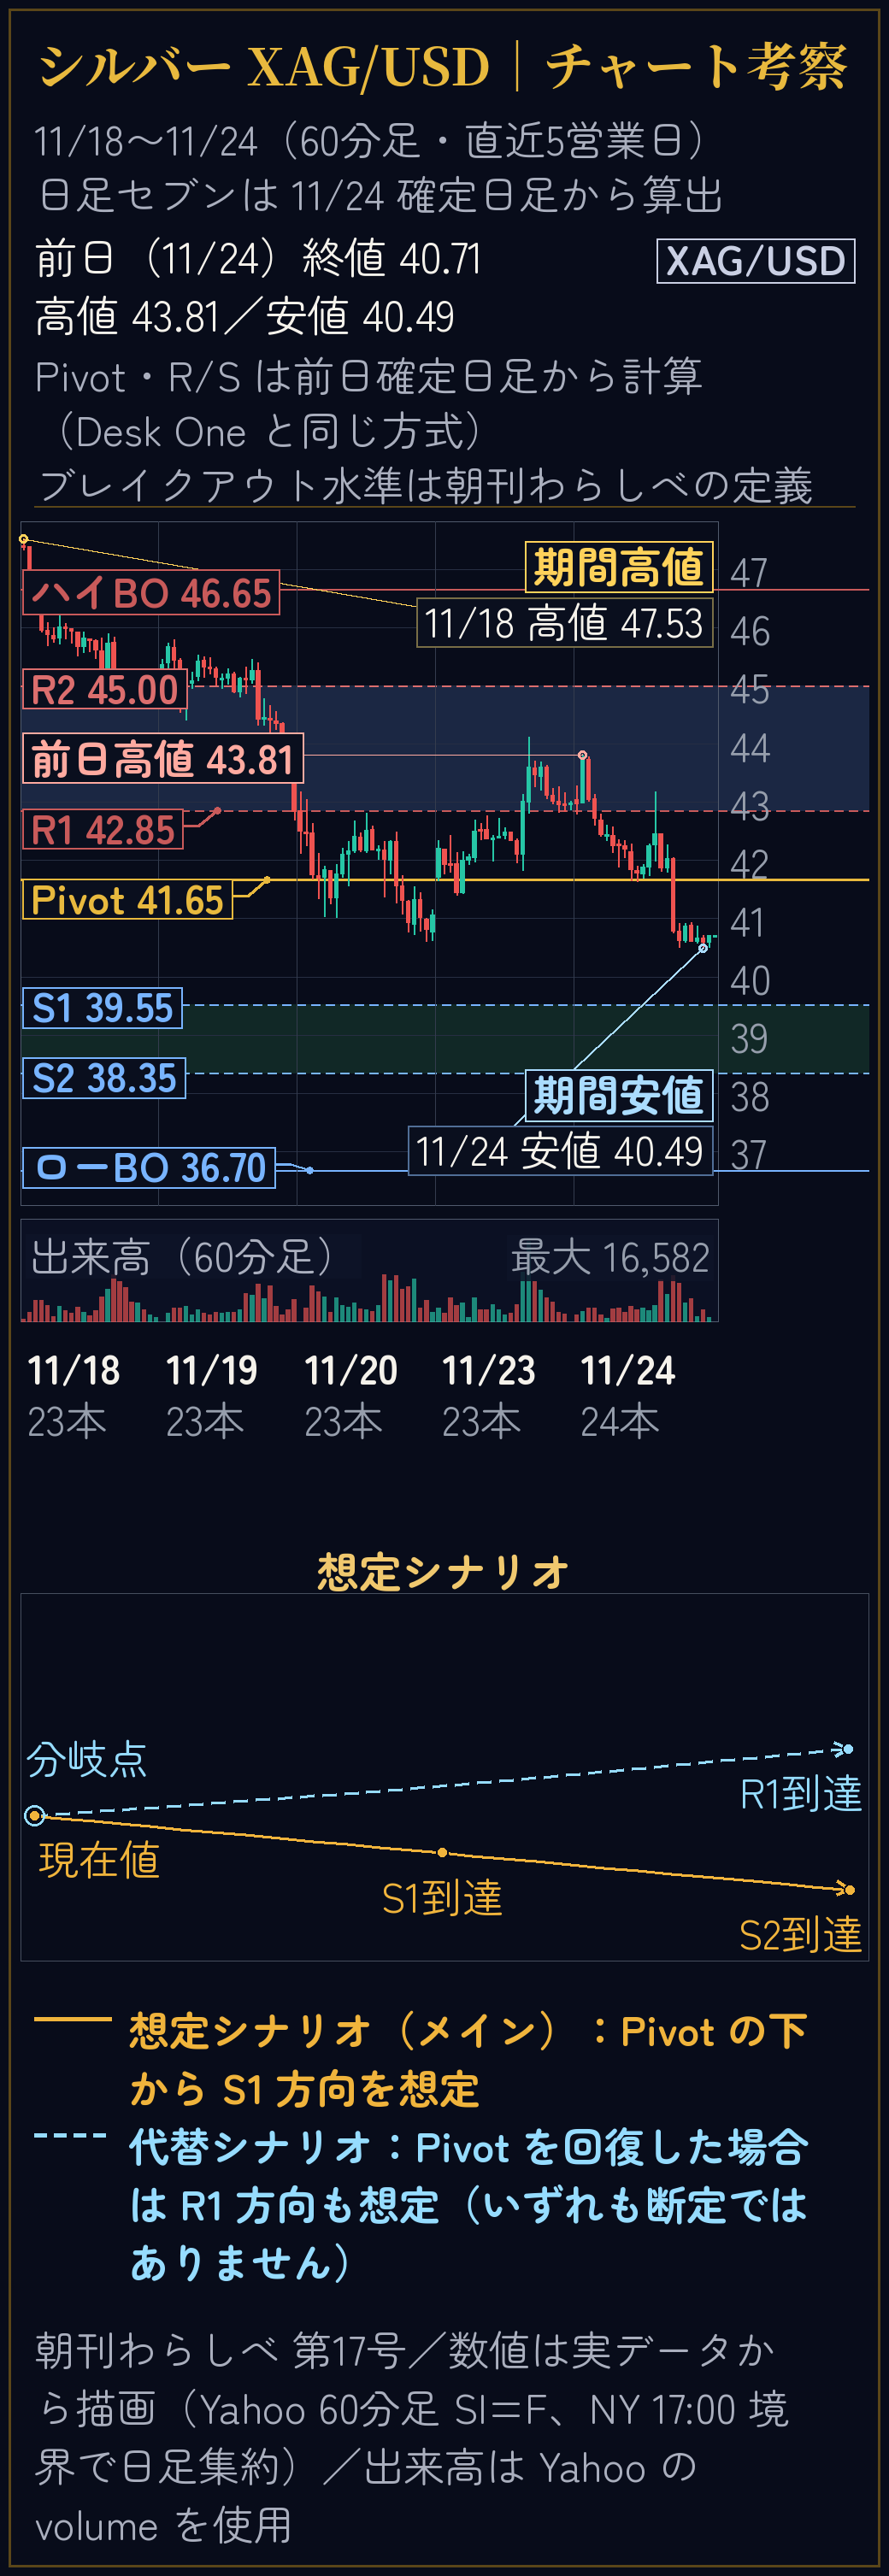 シルバー XAG/USD｜チャート考察
11/18〜11/24（60分足・直近5営業日）
日足セブンは 11/24 確定日足から算出
前日（11/24）終値 40.71
XAG/USD
高値 43.81／安値 40.49
Pivot・R/S は前日確定日足から計算
（Desk One と同じ方式）
ブレイクアウト水準は朝刊わらしべの定義
期間高値
11/18 高値 47.53
ハイBO 46.65
R2 45.00
前日高値 43.81
R1 42.85
Pivot 41.65
S1 39.55
S2 38.35
ローBO 36.70
期間安値
11/24 安値 40.49
47
46
45
44
43
42
41
40
39
38
37
出来高（60分足）
最大 16,582
11/18
11/19
11/20
11/23
11/24
23本
23本
23本
23本
24本
想定シナリオ
分岐点
現在値
R1到達
S1到達
S2到達
想定シナリオ（メイン）：Pivot の下
から S1 方向を想定
代替シナリオ：Pivot を回復した場合
は R1 方向も想定（いずれも断定では
ありません）
朝刊わらしべ 第17号／数値は実データか
ら描画（Yahoo 60分足 SI=F、NY 17:00 境
界で日足集約）／出来高は Yahoo の
volume を使用